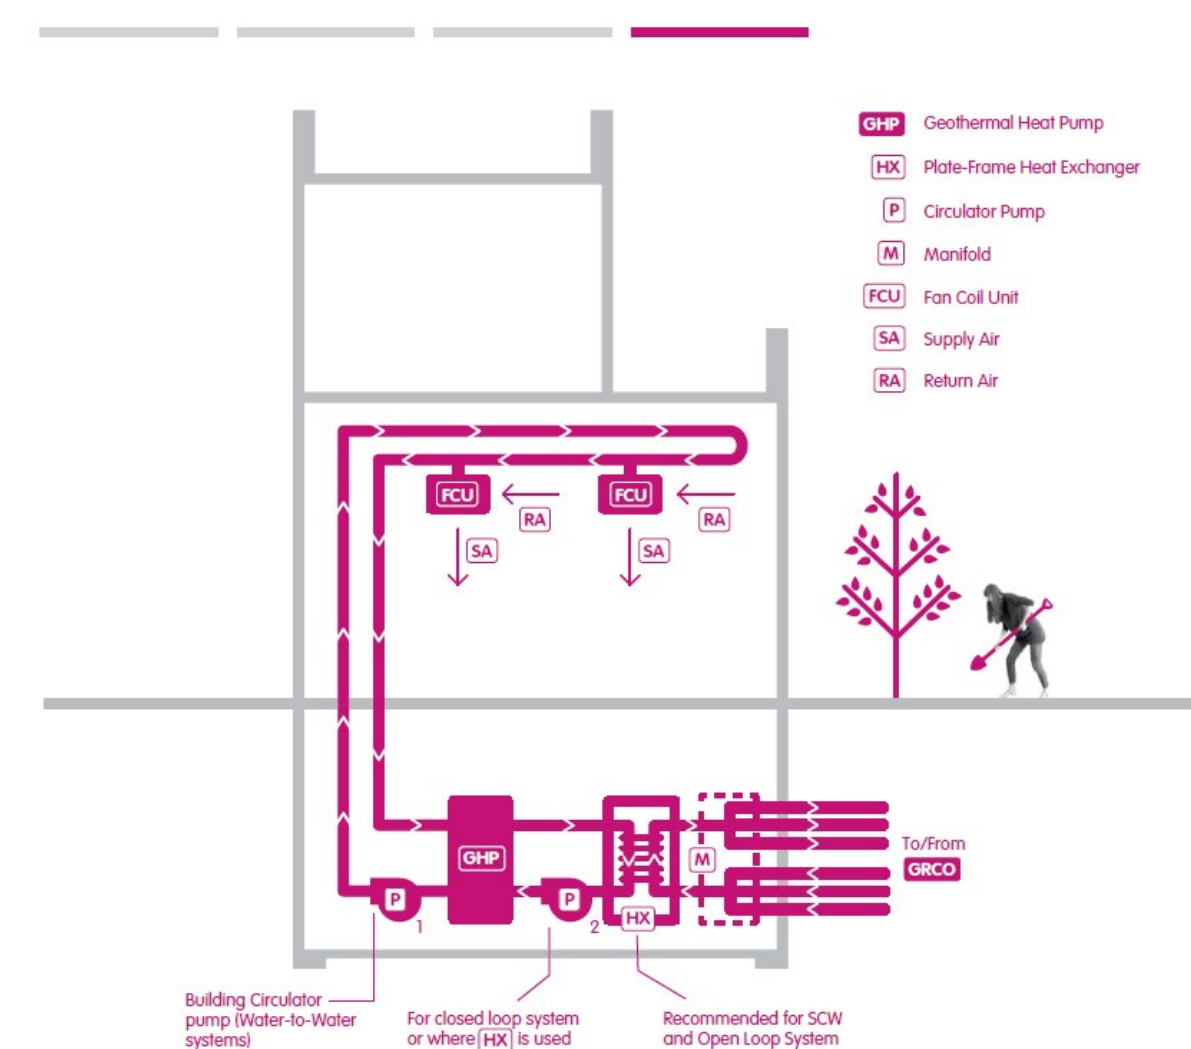 GHP Geothermal Heat Pump
HX Plate-Frame Heat Exchanger
P Circulator Pump
M Manifold
FCU Fan Coil Unit
SA Supply Air
RA Return Air
FCU
RA
SA
FCU
RA
SA
GHP
P
1
P
2
HX
M
To/From
GRCO
Building Circulator
pump (Water-to-Water
systems)
For closed loop system
or where HX is used
Recommended for SCW
and Open Loop System